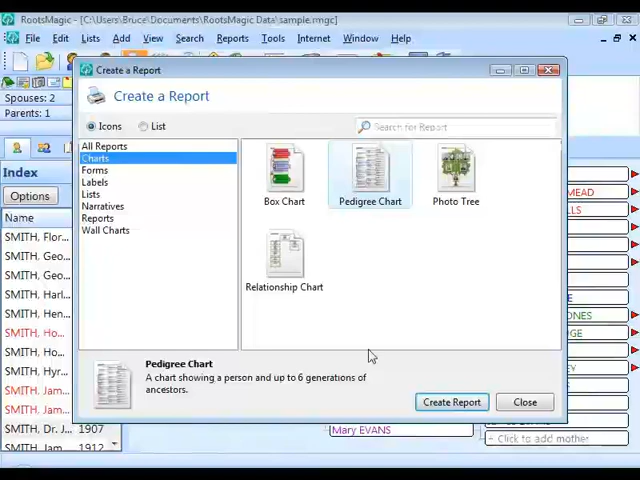 RootsMagic - [C:\Users\Bruce\Documents\RootsMagic Data\sample.rmgc]
File Edit Lists Add View Search Reports Tools Internet Window Help
Spouses: 2
Parents: 1
Index
Options
Name
SMITH, Flor...
SMITH, Geo...
SMITH, Geo...
SMITH, Harl...
SMITH, Ho...
SMITH, Ho...
SMITH, Hyr...
SMITH, Jam...
SMITH, Jam...
SMITH, Dr. J... 1907
SMITH, Jam... 1912
Create a Report
Create a Report
Icons List
Search for Report
All Reports
Charts
Forms
Labels
Lists
Narratives
Reports
Wall Charts
Box Chart
Pedigree Chart
Photo Tree
Relationship Chart
Pedigree Chart
A chart showing a person and up to 6 generations of
ancestors.
Create Report Close
MEAD
Mary EVANS
+ Click to add mother